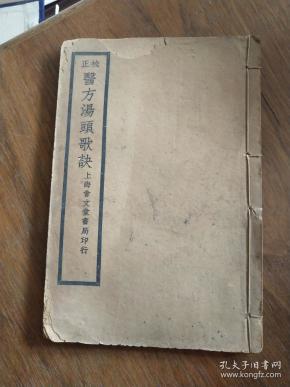 校正
醫方湯頭歌訣
上海會文堂書局印行
孔夫子旧书网